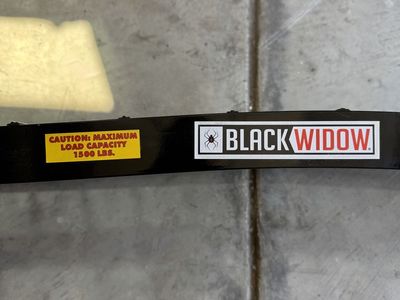 CAUTION: MAXIMUM
LOAD CAPACITY
1500 LBS.
BLACKWIDOW.